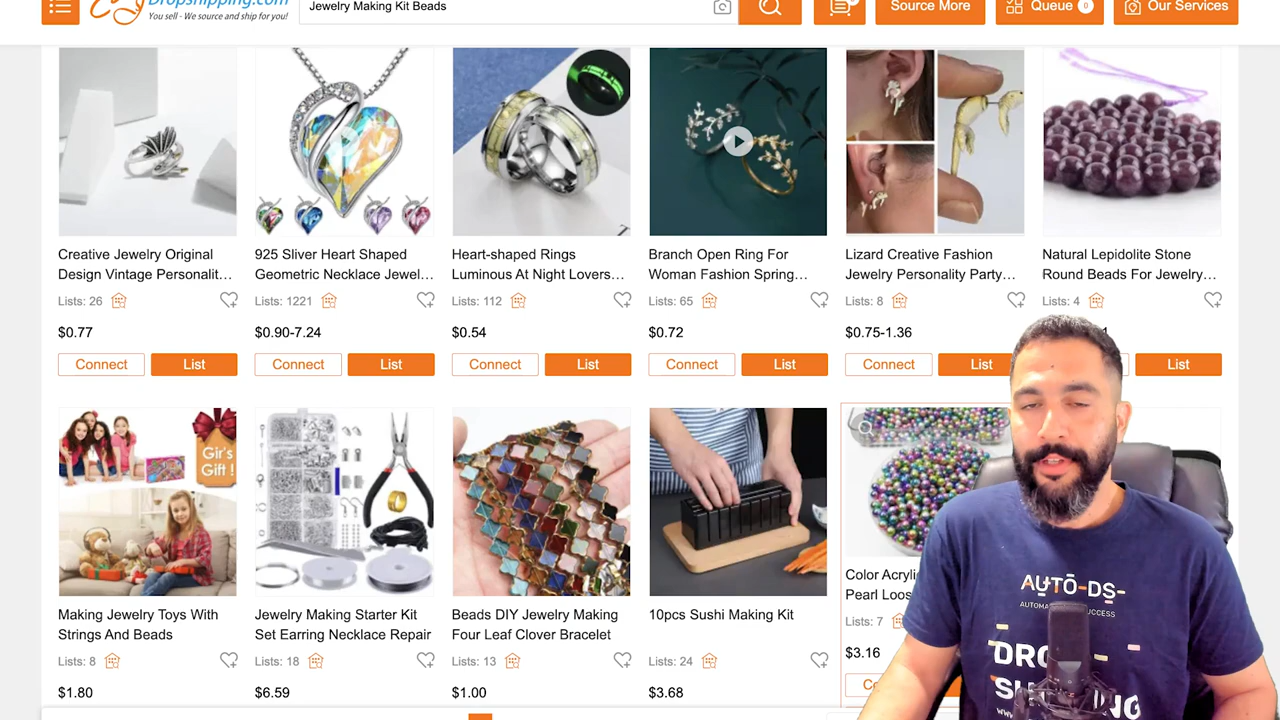 Dropshipping.com
You sell - We source and ship for you!
Jewelry Making Kit Beads
Source More
Queue 0
Our Services
Creative Jewelry Original
Design Vintage Personalit...
Lists: 26
$0.77
Connect
List
925 Sliver Heart Shaped
Geometric Necklace Jewel...
Lists: 1221
$0.90-7.24
Connect
List
Heart-shaped Rings
Luminous At Night Lovers...
Lists: 112
$0.54
Connect
List
Branch Open Ring For
Woman Fashion Spring...
Lists: 65
$0.72
Connect
List
Lizard Creative Fashion
Jewelry Personality Party...
Lists: 8
$0.75-1.36
Connect
List
Natural Lepidolite Stone
Round Beads For Jewelry...
Lists: 4
List
Gir's
Gift !
Making Jewelry Toys With
Strings And Beads
Lists: 8
$1.80
Jewelry Making Starter Kit
Set Earring Necklace Repair
Lists: 18
$6.59
Beads DIY Jewelry Making
Four Leaf Clover Bracelet
Lists: 13
$1.00
10pcs Sushi Making Kit
Lists: 24
$3.68
Color
Pearl
Lists: 7
$3.16
AUTO-DS